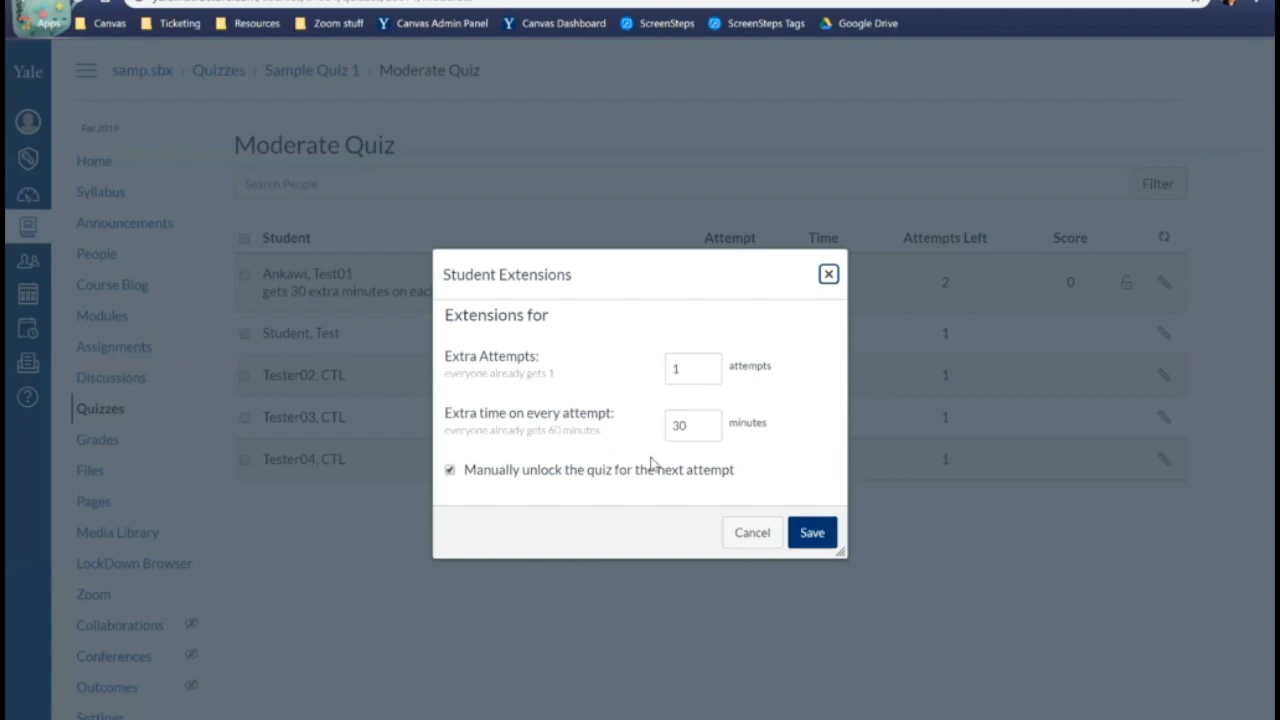 Apps Canvas Ticketing Resources Zoom stuff Canvas Admin Panel Canvas Dashboard ScreenSteps ScreenSteps Tags Google Drive
Yale
samp.sbx › Quizzes › Sample Quiz 1 › Moderate Quiz
Fall 2019
Home
Syllabus
Announcements
People
Course Blog
Modules
Assignments
Discussions
Quizzes
Grades
Files
Pages
Media Library
LockDown Browser
Zoom
Collaborations
Conferences
Outcomes
Settings
Moderate Quiz
Search People
Filter
Student Attempt Time Attempts Left Score
Ankawi, Test01 2 0
gets 30 extra minutes on eac
Student, Test 1
Tester02, CTL 1
Tester03, CTL 1
Tester04, CTL 1
Student Extensions
Extensions for
Extra Attempts: 1 attempts
everyone already gets 1
Extra time on every attempt: 30 minutes
everyone already gets 60 minutes
Manually unlock the quiz for the next attempt
Cancel Save